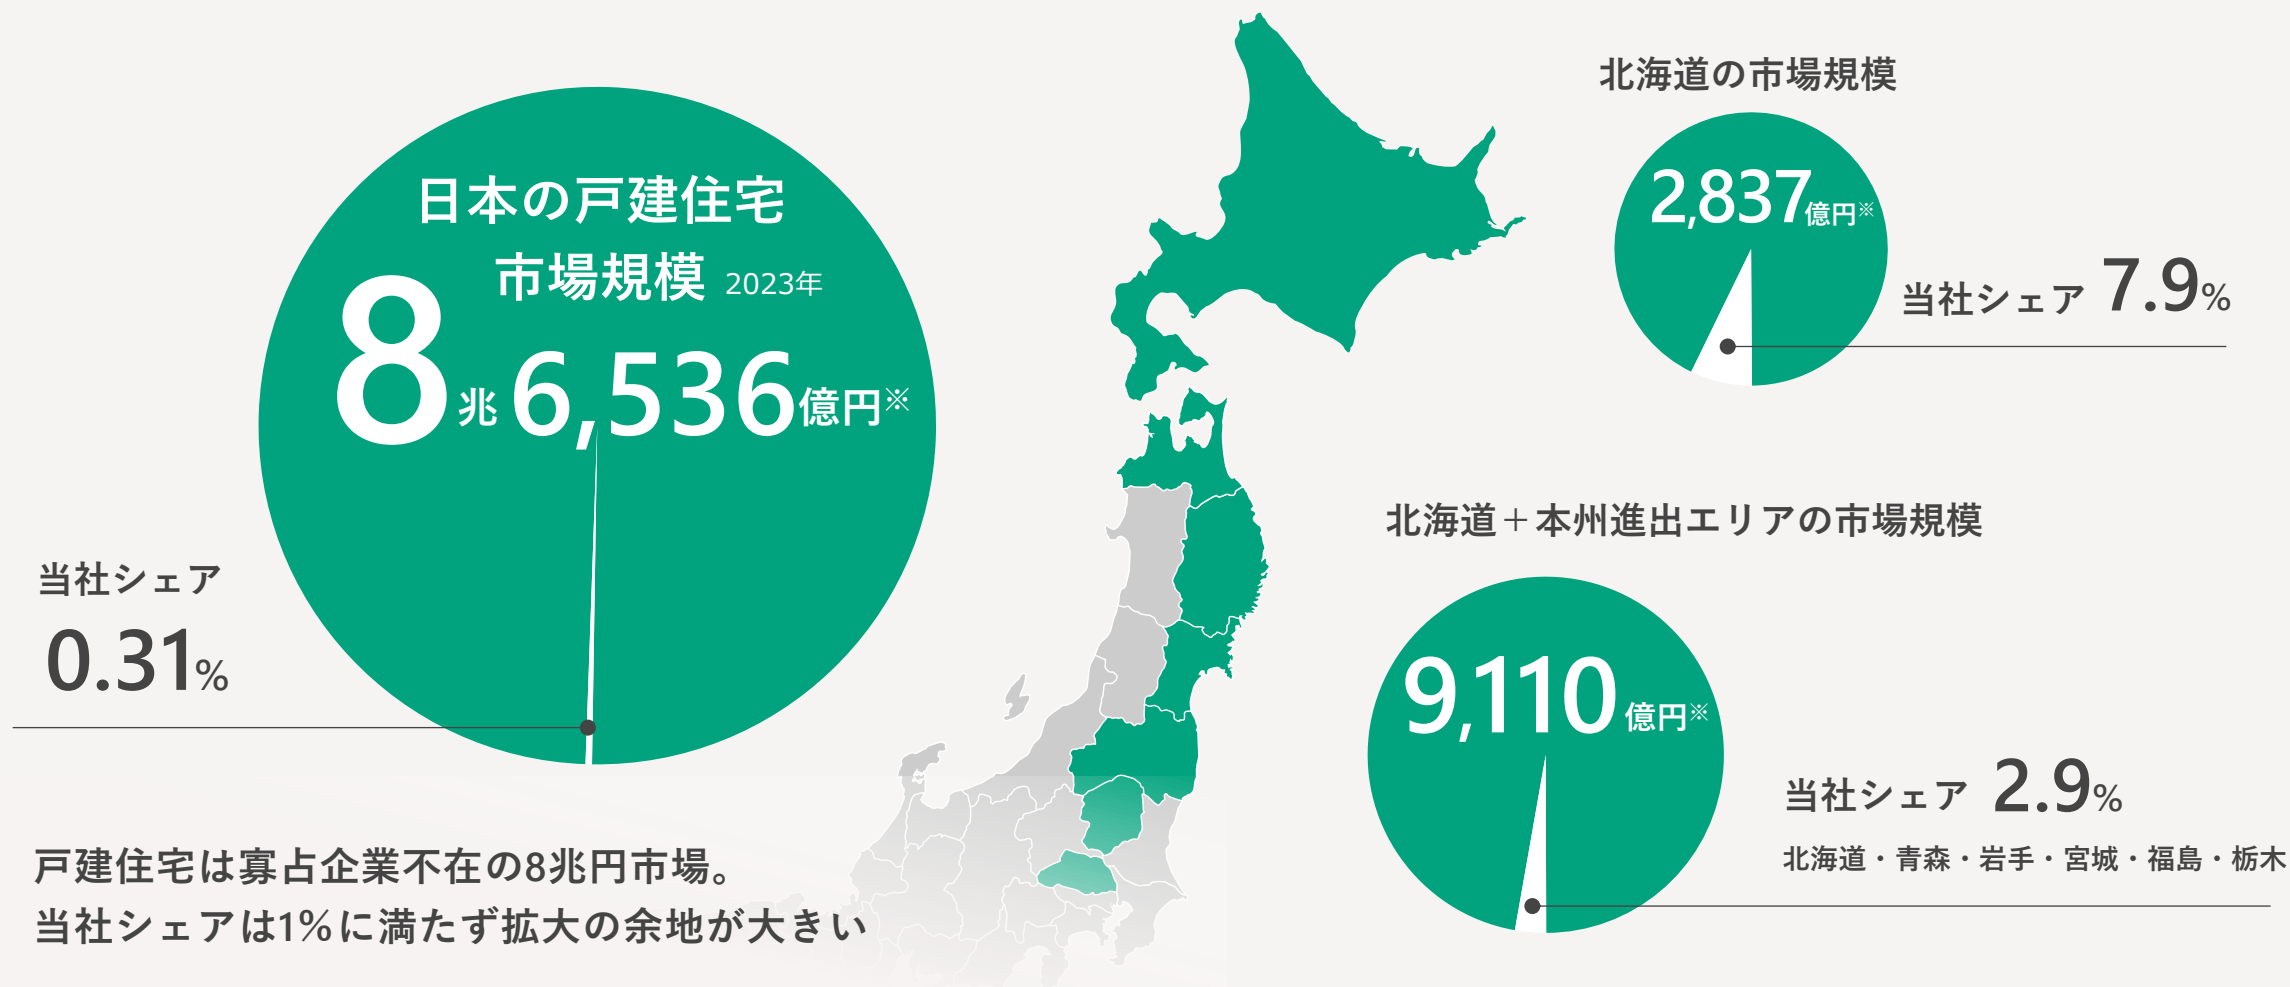 日本の戸建住宅
市場規模 2023年
8兆6,536億円※
当社シェア
0.31%
戸建住宅は寡占企業不在の8兆円市場。
当社シェアは1%に満たず拡大の余地が大きい
北海道の市場規模
2,837億円※
当社シェア 7.9%
北海道＋本州進出エリアの市場規模
9,110億円※
当社シェア 2.9%
北海道・青森・岩手・宮城・福島・栃木